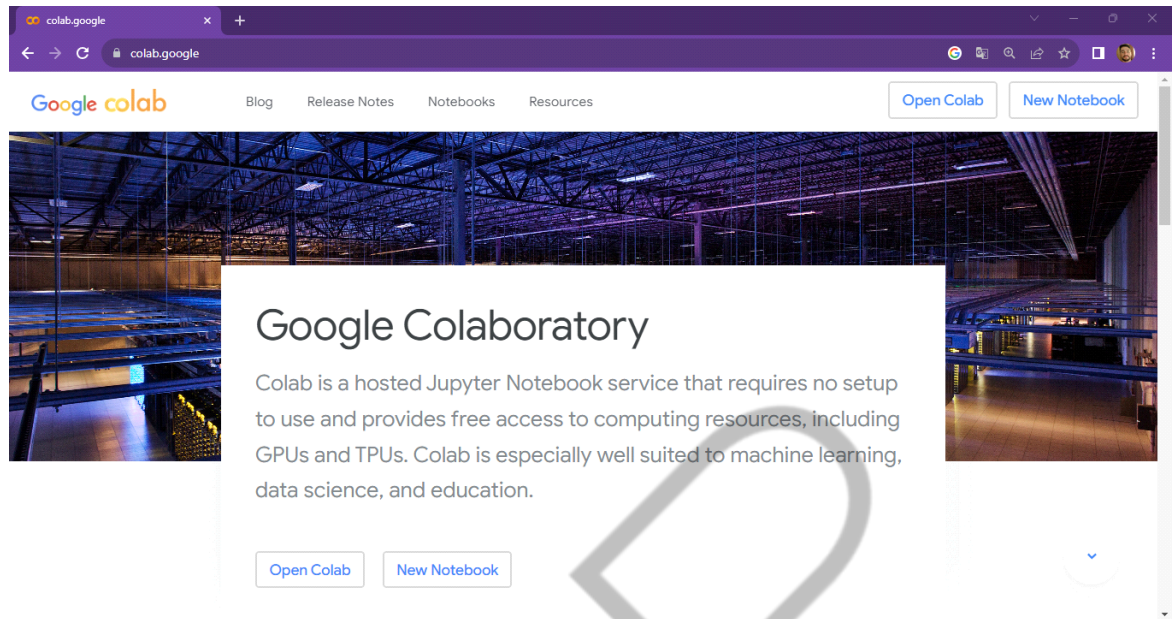 colab.google
colab.google
Google colab
Blog
Release Notes
Notebooks
Resources
Open Colab
New Notebook
Google Colaboratory
Colab is a hosted Jupyter Notebook service that requires no setup
to use and provides free access to computing resources, including
GPUs and TPUs. Colab is especially well suited to machine learning,
data science, and education.
Open Colab
New Notebook